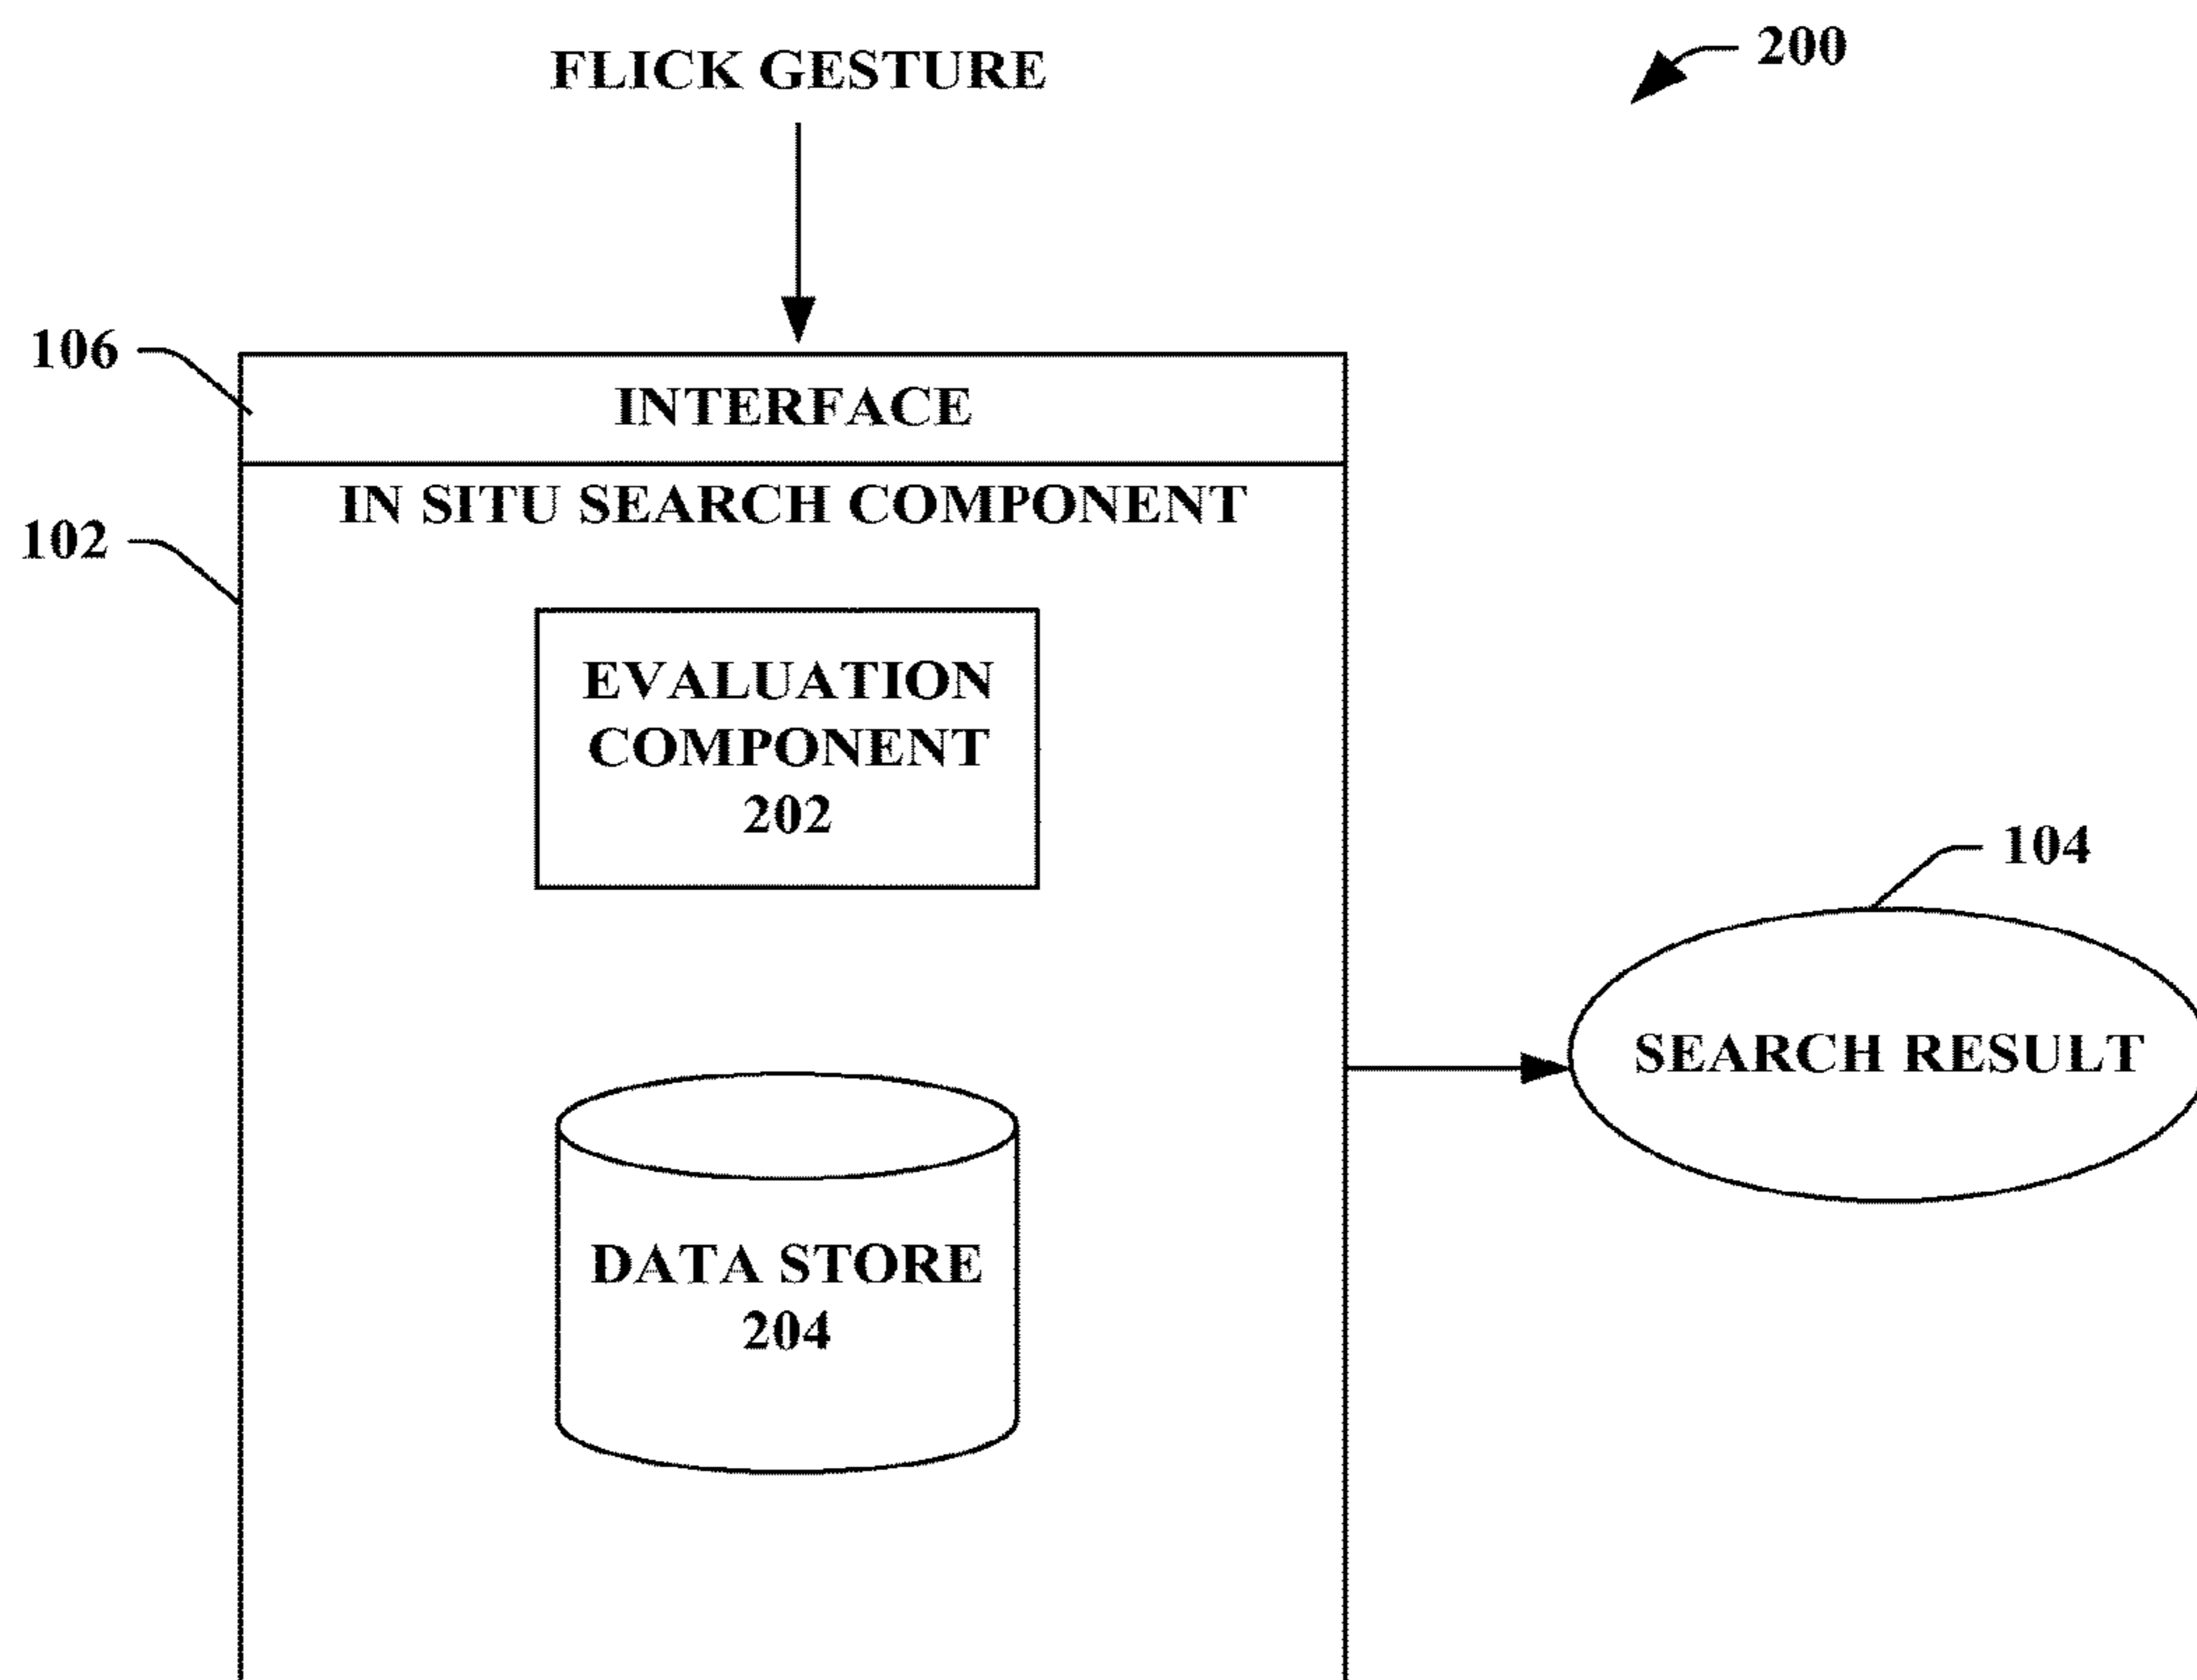 FLICK GESTURE
200
106
INTERFACE
IN SITU SEARCH COMPONENT
102
EVALUATION
COMPONENT
202
104
SEARCH RESULT
DATA STORE
204